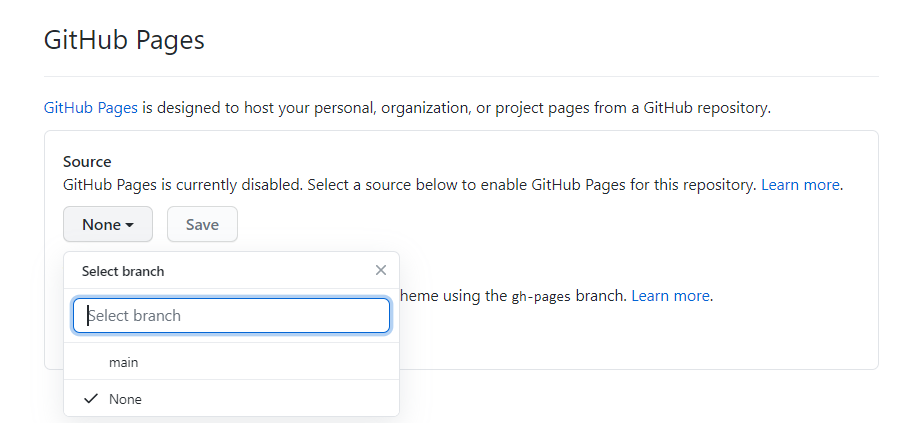 GitHub Pages
GitHub Pages is designed to host your personal, organization, or project pages from a GitHub repository.
Source
GitHub Pages is currently disabled. Select a source below to enable GitHub Pages for this repository. Learn more.
None
Save
Select branch
heme using the gh-pages branch. Learn more.
Select branch
main
None